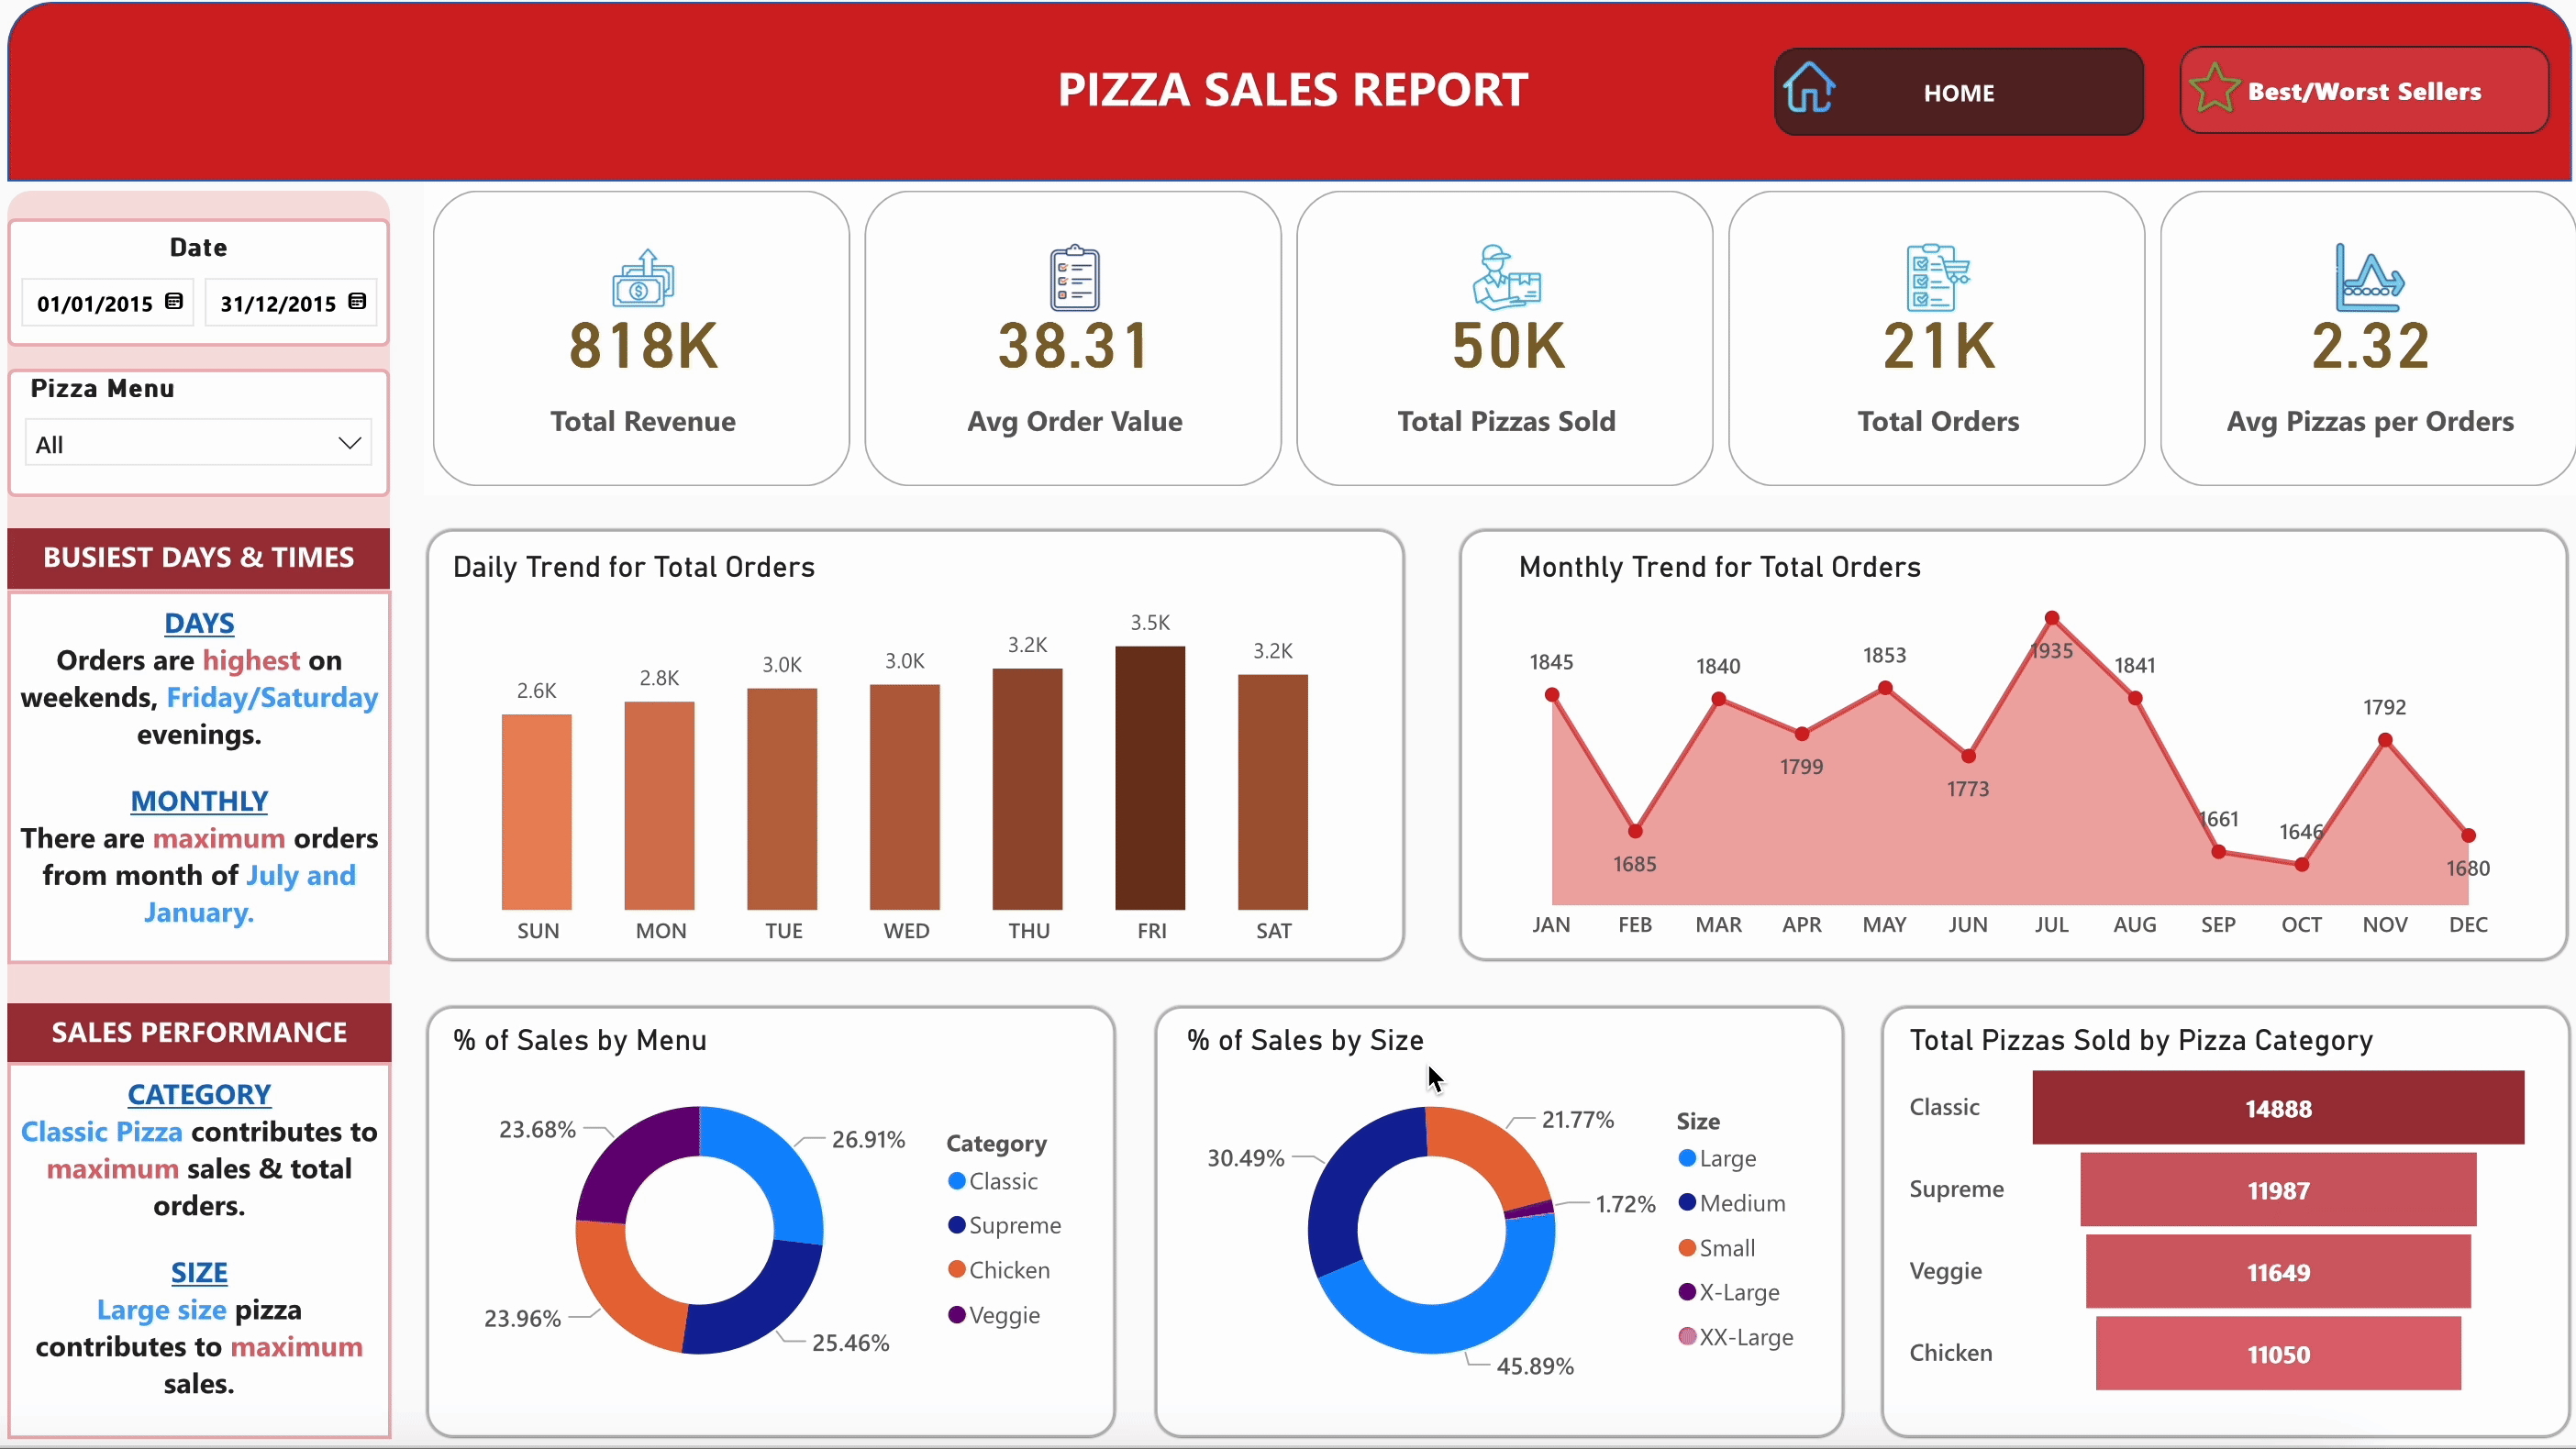 PIZZA SALES REPORT
HOME
Best/Worst Sellers
Date
01/01/2015
31/12/2015
Pizza Menu
All
818K
Total Revenue
38.31
Avg Order Value
50K
Total Pizzas Sold
21K
Total Orders
2.32
Avg Pizzas per Orders
BUSIEST DAYS & TIMES
DAYS
Orders are highest on
weekends, Friday/Saturday
evenings.
MONTHLY
There are maximum orders
from month of July and
January.
Daily Trend for Total Orders
2.6K
2.8K
3.0K
3.0K
3.2K
3.5K
3.2K
SUN
MON
TUE
WED
THU
FRI
SAT
Monthly Trend for Total Orders
1845
1685
1840
1799
1853
1773
1935
1841
1661
1646
1792
1680
JAN
FEB
MAR
APR
MAY
JUN
JUL
AUG
SEP
OCT
NOV
DEC
SALES PERFORMANCE
CATEGORY
Classic Pizza contributes to
maximum sales & total
orders.
SIZE
Large size pizza
contributes to maximum
sales.
% of Sales by Menu
23.68%
26.91%
23.96%
25.46%
Category
Classic
Supreme
Chicken
Veggie
% of Sales by Size
21.77%
30.49%
1.72%
45.89%
Size
Large
Medium
Small
X-Large
XX-Large
Total Pizzas Sold by Pizza Category
Classic
14888
Supreme
11987
Veggie
11649
Chicken
11050